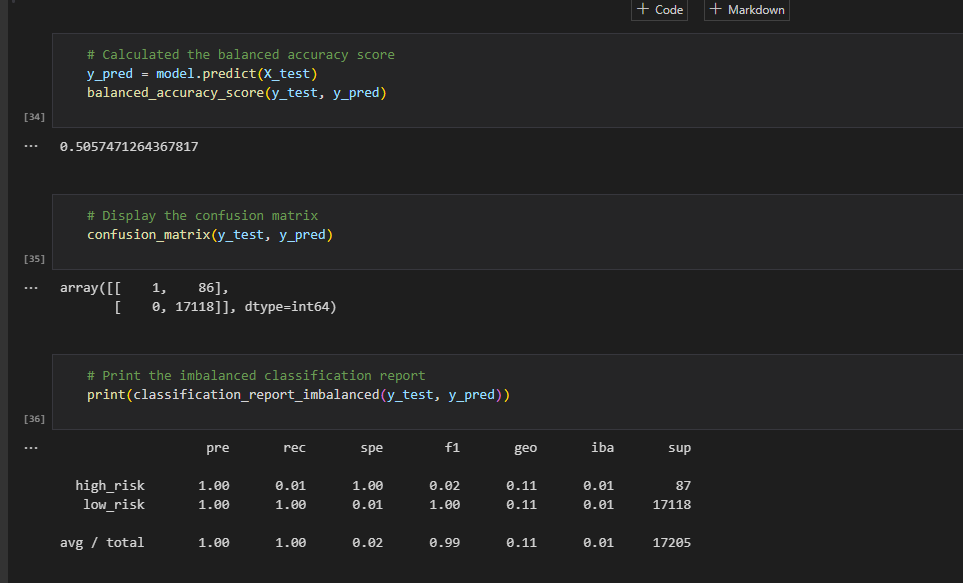 + Code + Markdown
# Calculated the balanced accuracy score
y_pred = model.predict(X_test)
balanced_accuracy_score(y_test, y_pred)
[34]
... 0.5057471264367817
# Display the confusion matrix
confusion_matrix(y_test, y_pred)
[35]
... array([[    1,    86],
       [    0, 17118]], dtype=int64)
# Print the imbalanced classification report
print(classification_report_imbalanced(y_test, y_pred))
[36]
... pre rec spe f1 geo iba sup
high_risk 1.00 0.01 1.00 0.02 0.11 0.01 87
low_risk 1.00 1.00 0.01 1.00 0.11 0.01 17118
avg / total 1.00 1.00 0.02 0.99 0.11 0.01 17205